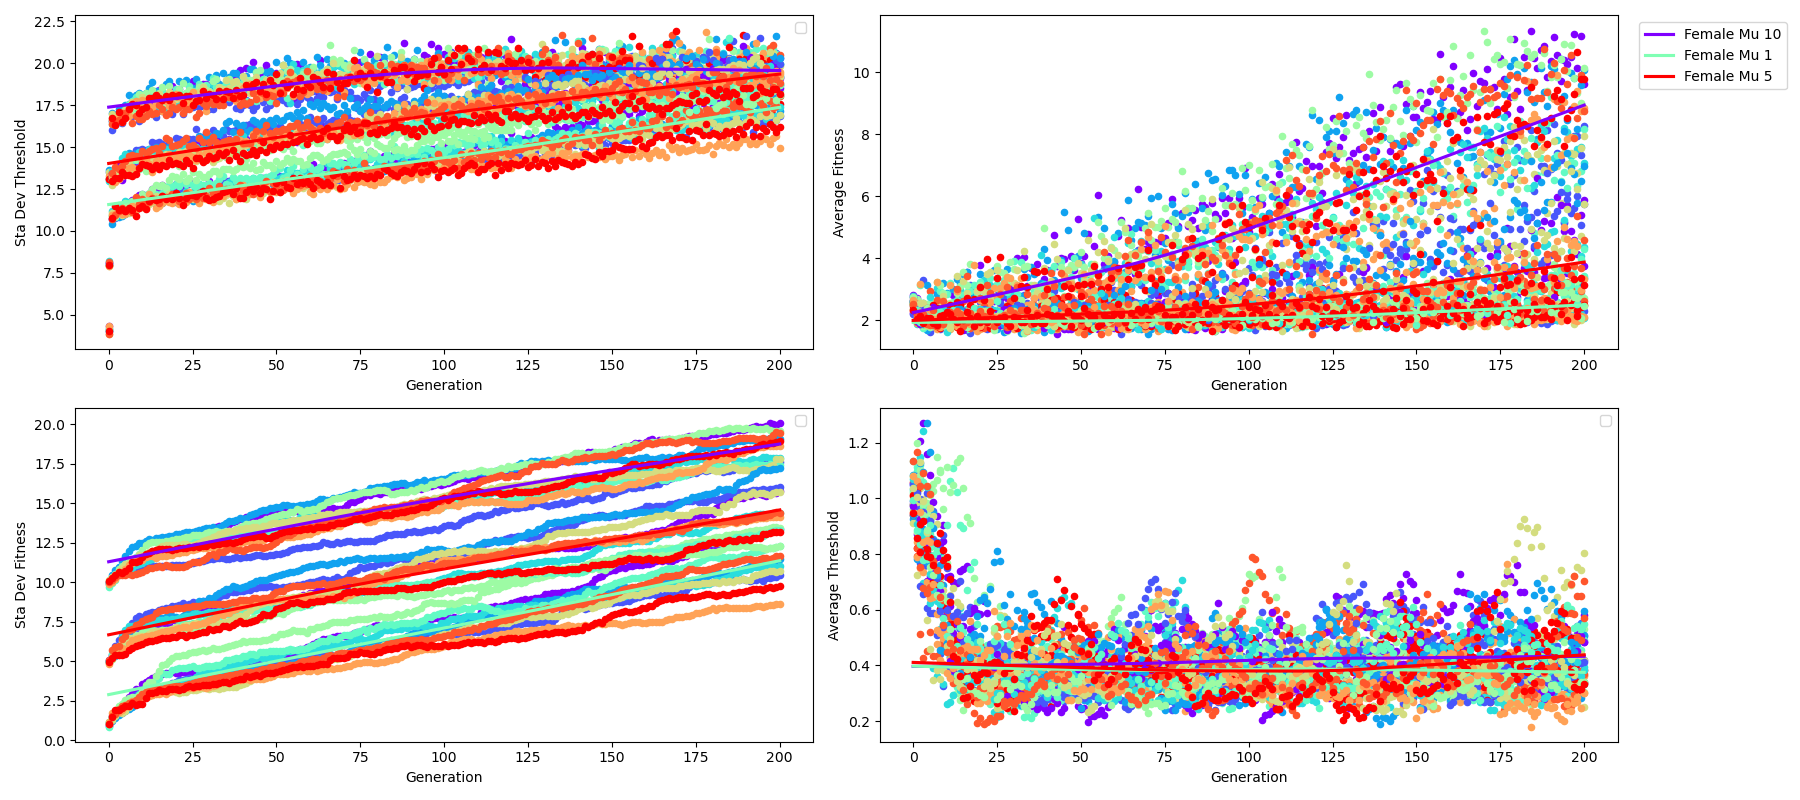 22.5
20.0
17.5
15.0
12.5
10.0
7.5
5.0
Sta Dev Threshold
0 25 50 75 100 125 150 175 200
Generation
10
8
6
4
2
Average Fitness
0 25 50 75 100 125 150 175 200
Generation
Female Mu 10
Female Mu 1
Female Mu 5
20.0
17.5
15.0
12.5
10.0
7.5
5.0
2.5
0.0
Sta Dev Fitness
0 25 50 75 100 125 150 175 200
Generation
1.2
1.0
0.8
0.6
0.4
0.2
Average Threshold
0 25 50 75 100 125 150 175 200
Generation